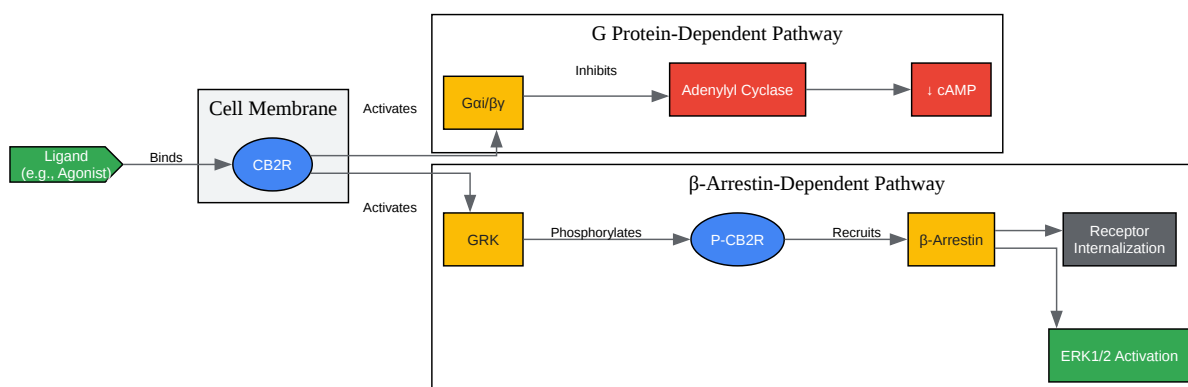 G Protein-Dependent Pathway
Inhibits
Adenylyl Cyclase
↓ cAMP
Gαi/βγ
Cell Membrane
Activates
Ligand
(e.g., Agonist)
Binds
CB2R
β-Arrestin-Dependent Pathway
Activates
GRK
Phosphorylates
P-CB2R
Recruits
β-Arrestin
Receptor
Internalization
ERK1/2 Activation